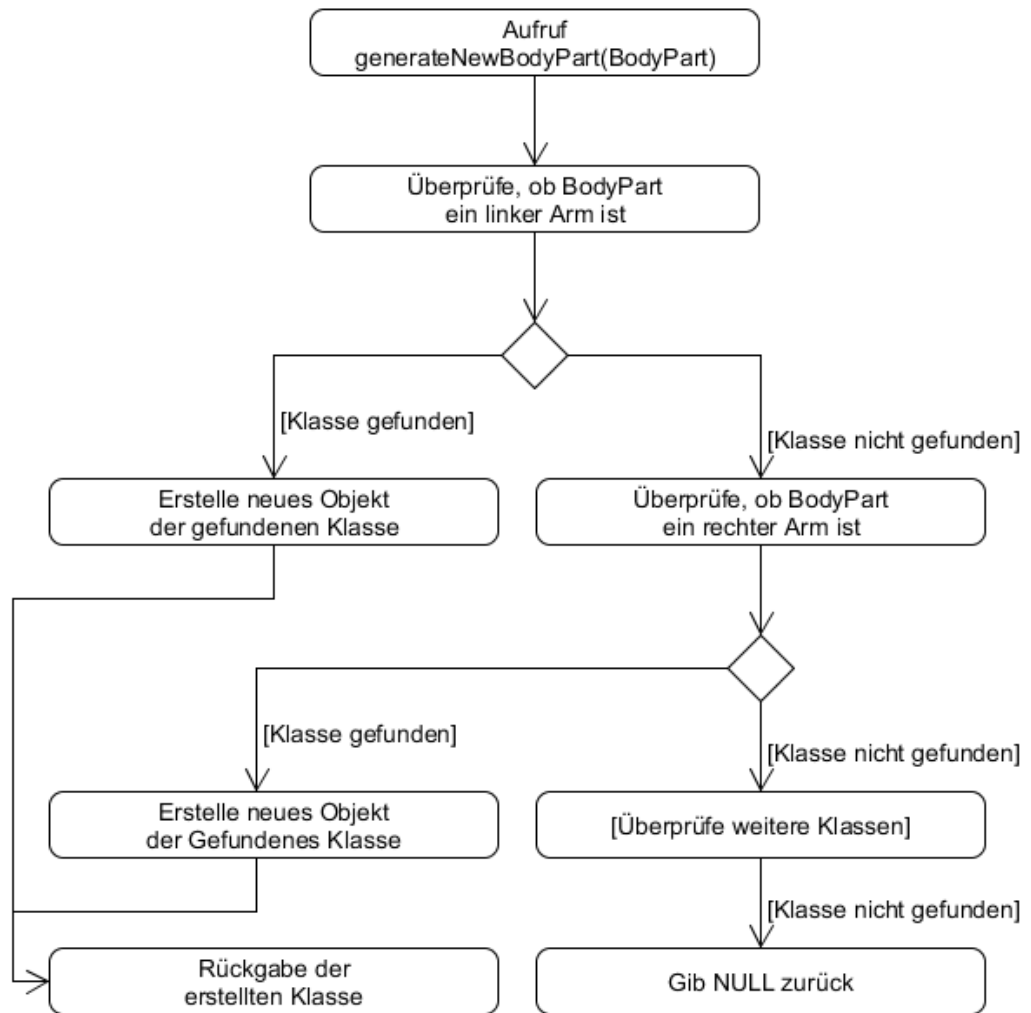 Aufruf
generateNewBodyPart(BodyPart)
Überprüfe, ob BodyPart
ein linker Arm ist
[Klasse gefunden]
[Klasse nicht gefunden]
Erstelle neues Objekt
der gefundenen Klasse
Überprüfe, ob BodyPart
ein rechter Arm ist
[Klasse gefunden]
[Klasse nicht gefunden]
Erstelle neues Objekt
der Gefundenes Klasse
[Überprüfe weitere Klassen]
[Klasse nicht gefunden]
Rückgabe der
erstellten Klasse
Gib NULL zurück